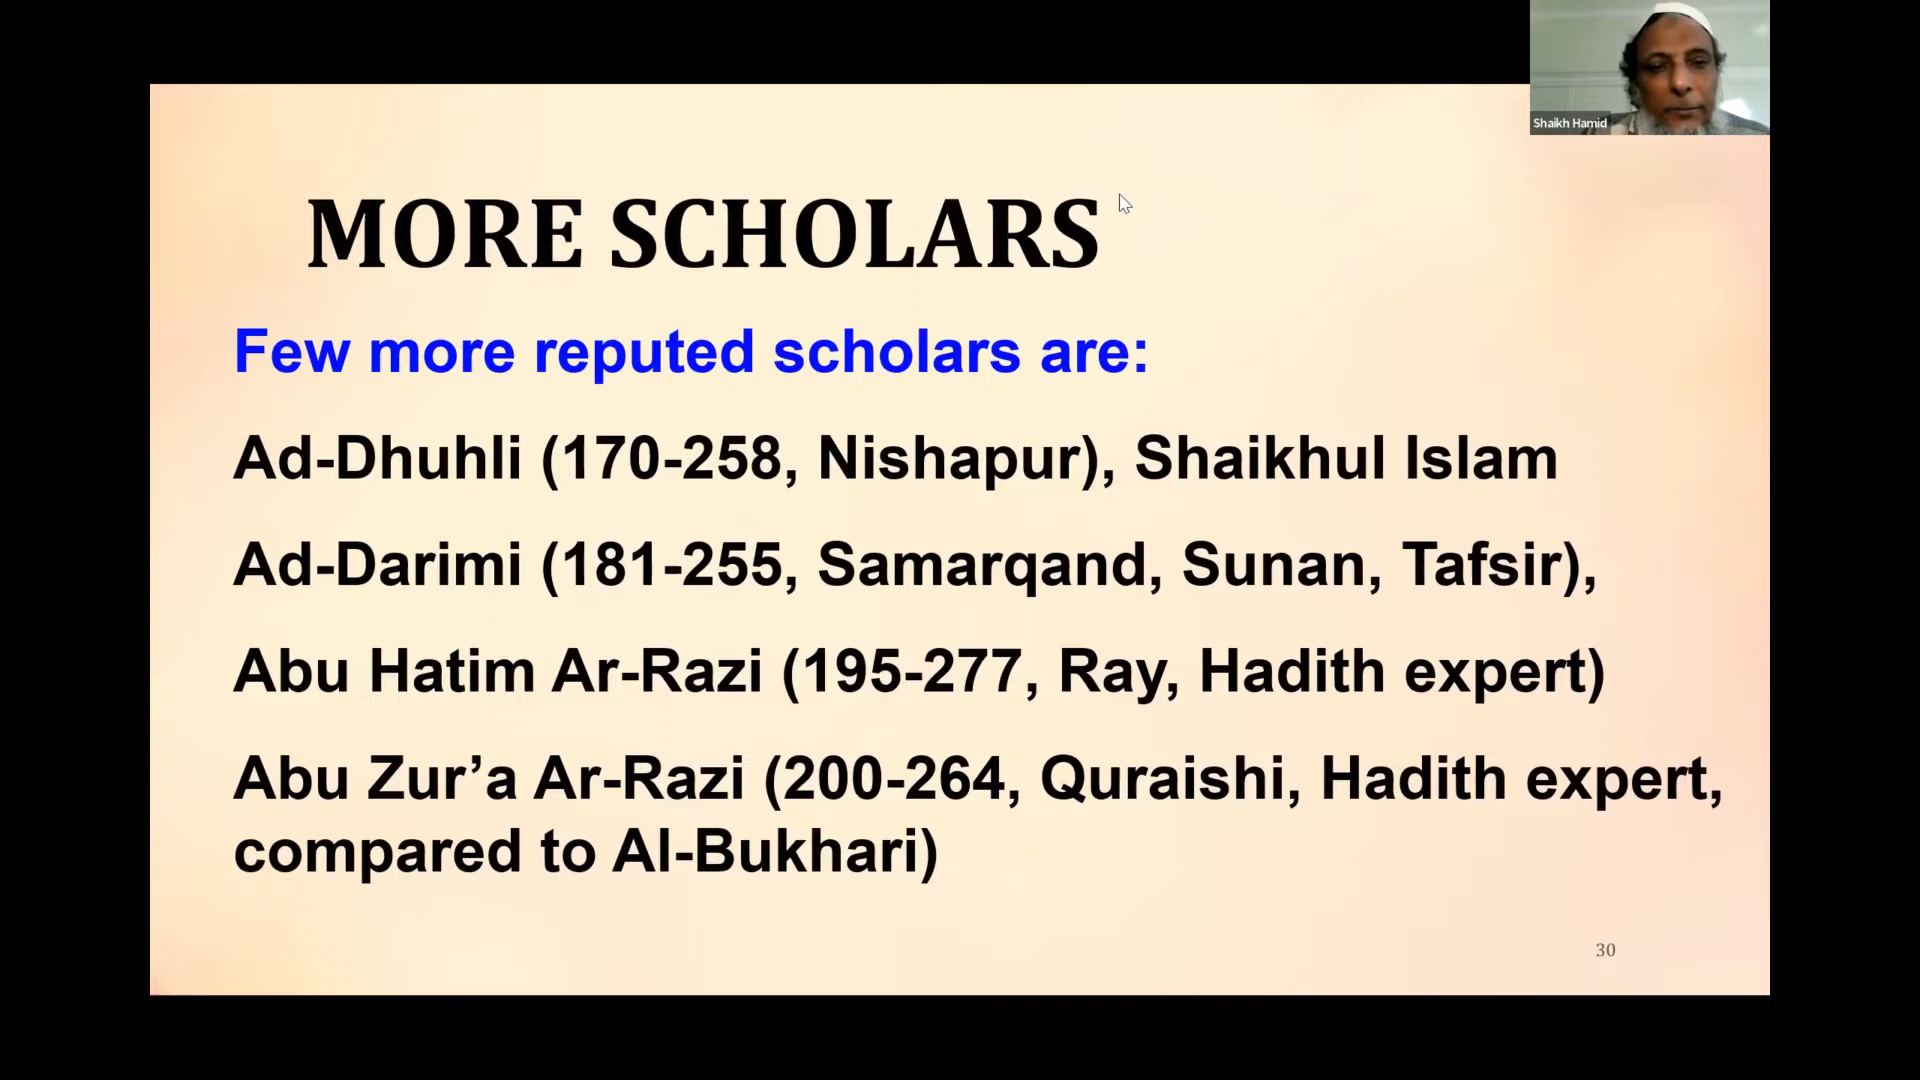 Shaikh Hamid
MORE SCHOLARS
Few more reputed scholars are:
Ad-Dhuhli (170-258, Nishapur), Shaikhul Islam
Ad-Darimi (181-255, Samarqand, Sunan, Tafsir),
Abu Hatim Ar-Razi (195-277, Ray, Hadith expert)
Abu Zur’a Ar-Razi (200-264, Quraishi, Hadith expert,
compared to Al-Bukhari)
30